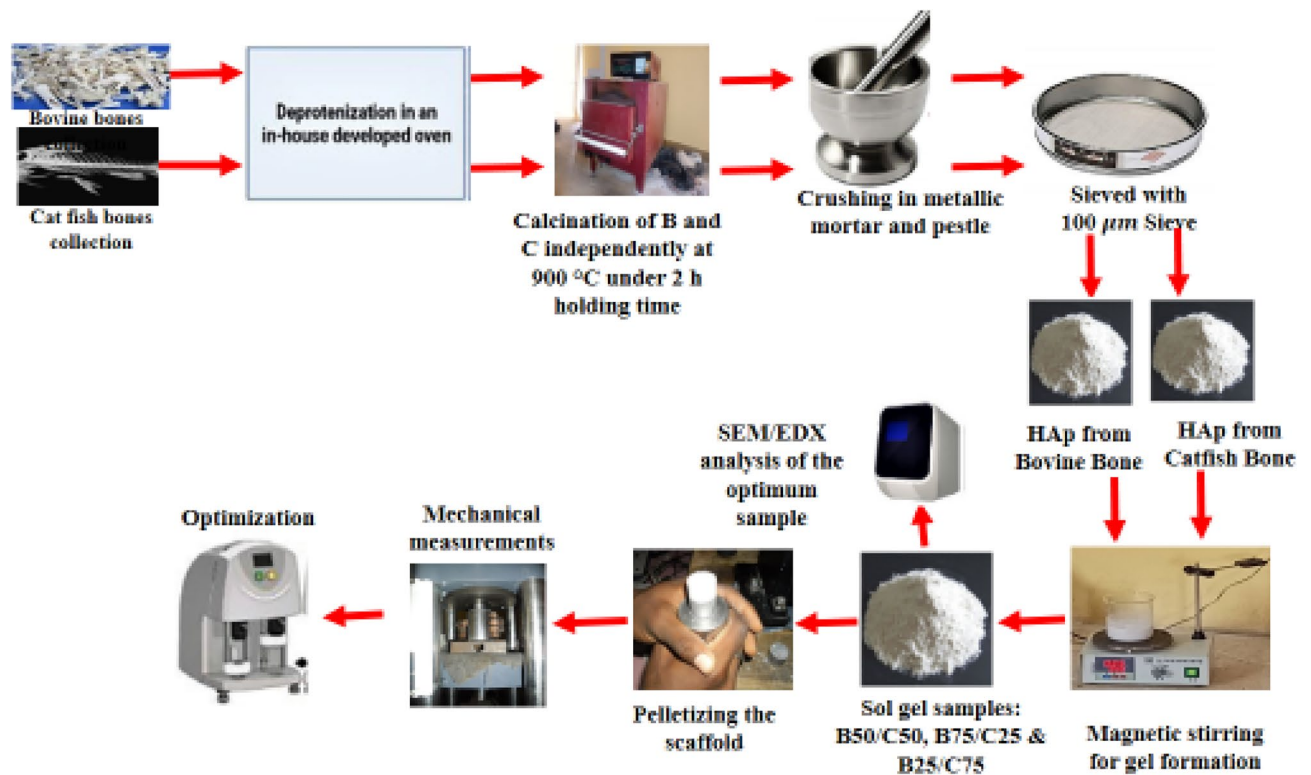 Bovine bones
collection
Cat fish bones
collection
Deprotenization in an
in-house developed oven
Calcination of B and
C independently at
900 °C under 2 h
holding time
Crushing in metallic
mortar and pestle
Sieved with
100 μm Sieve
HAp from
Bovine Bone
HAp from
Catfish Bone
Magnetic stirring
for gel formation
Sol gel samples:
B50/C50, B75/C25 &
B25/C75
SEM/EDX
analysis of the
optimum
sample
Pelletizing the
scaffold
Mechanical
measurements
Optimization